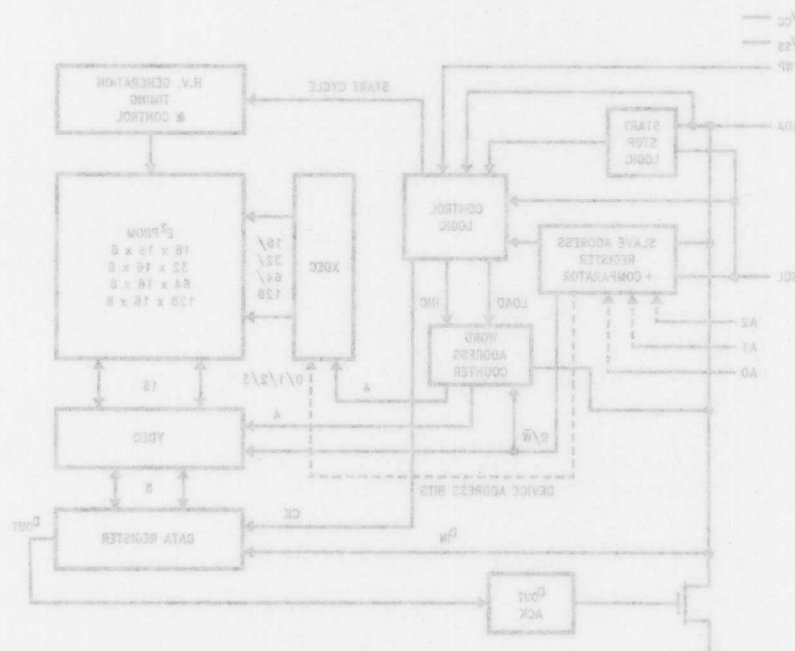 H.V. GENERATION
TIMING
& CONTROL
START CYCLE
START
STOP
LOGIC
CONTROL
LOGIC
SLAVE ADDRESS
REGISTER
+ COMPARATOR
XDEC
16/
32/
64/
128
E²PROM
16 x 16 x 8
32 x 16 x 8
64 x 16 x 8
128 x 16 x 8
INC
LOAD
WORD
ADDRESS
COUNTER
A2
A1
A0
16
0/1/2/3
4
4
YDEC
R/W̅
8
DEVICE ADDRESS BITS
CK
DOUT
DATA REGISTER
DIN
DOUT
ACK